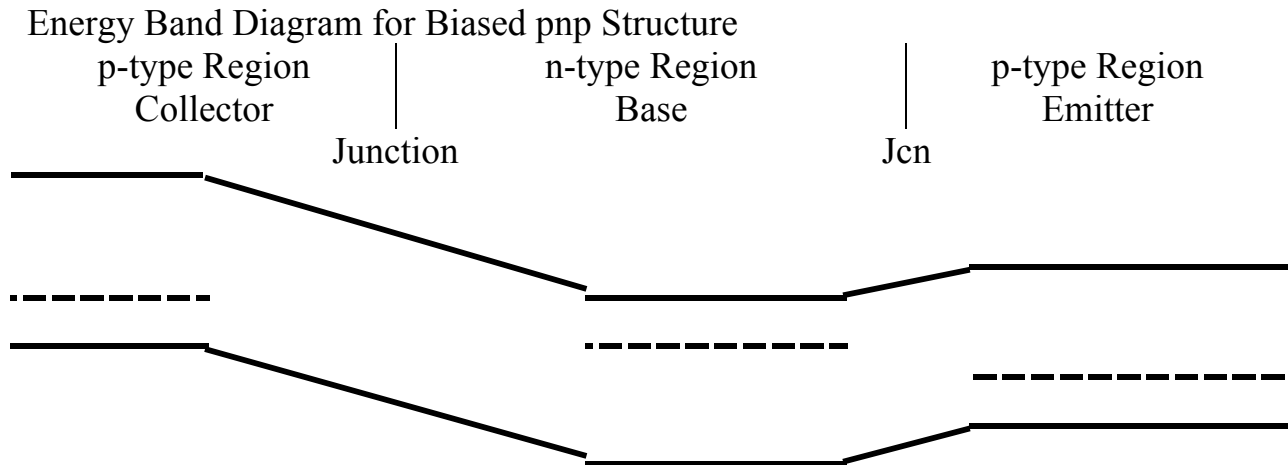 Energy Band Diagram for Biased pnp Structure
p-type Region n-type Region p-type Region
Collector Base Emitter
Junction Jcn